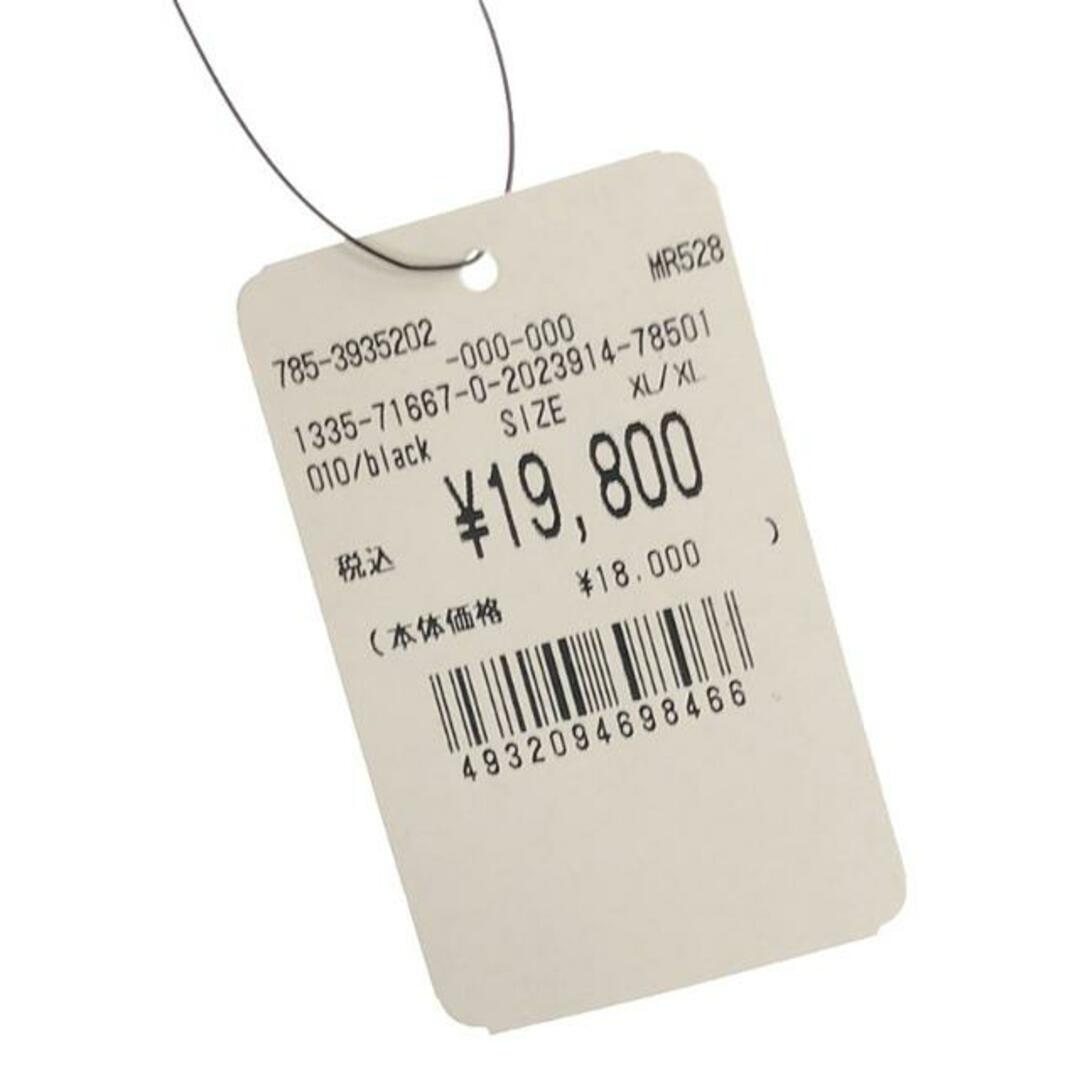 MR528
785-3935202 -000-000
1335-71667-0-2023914-78501
010/black SIZE XL/XL
税込 ¥19,800
(本体価格 ¥18.000 )
4932094698466